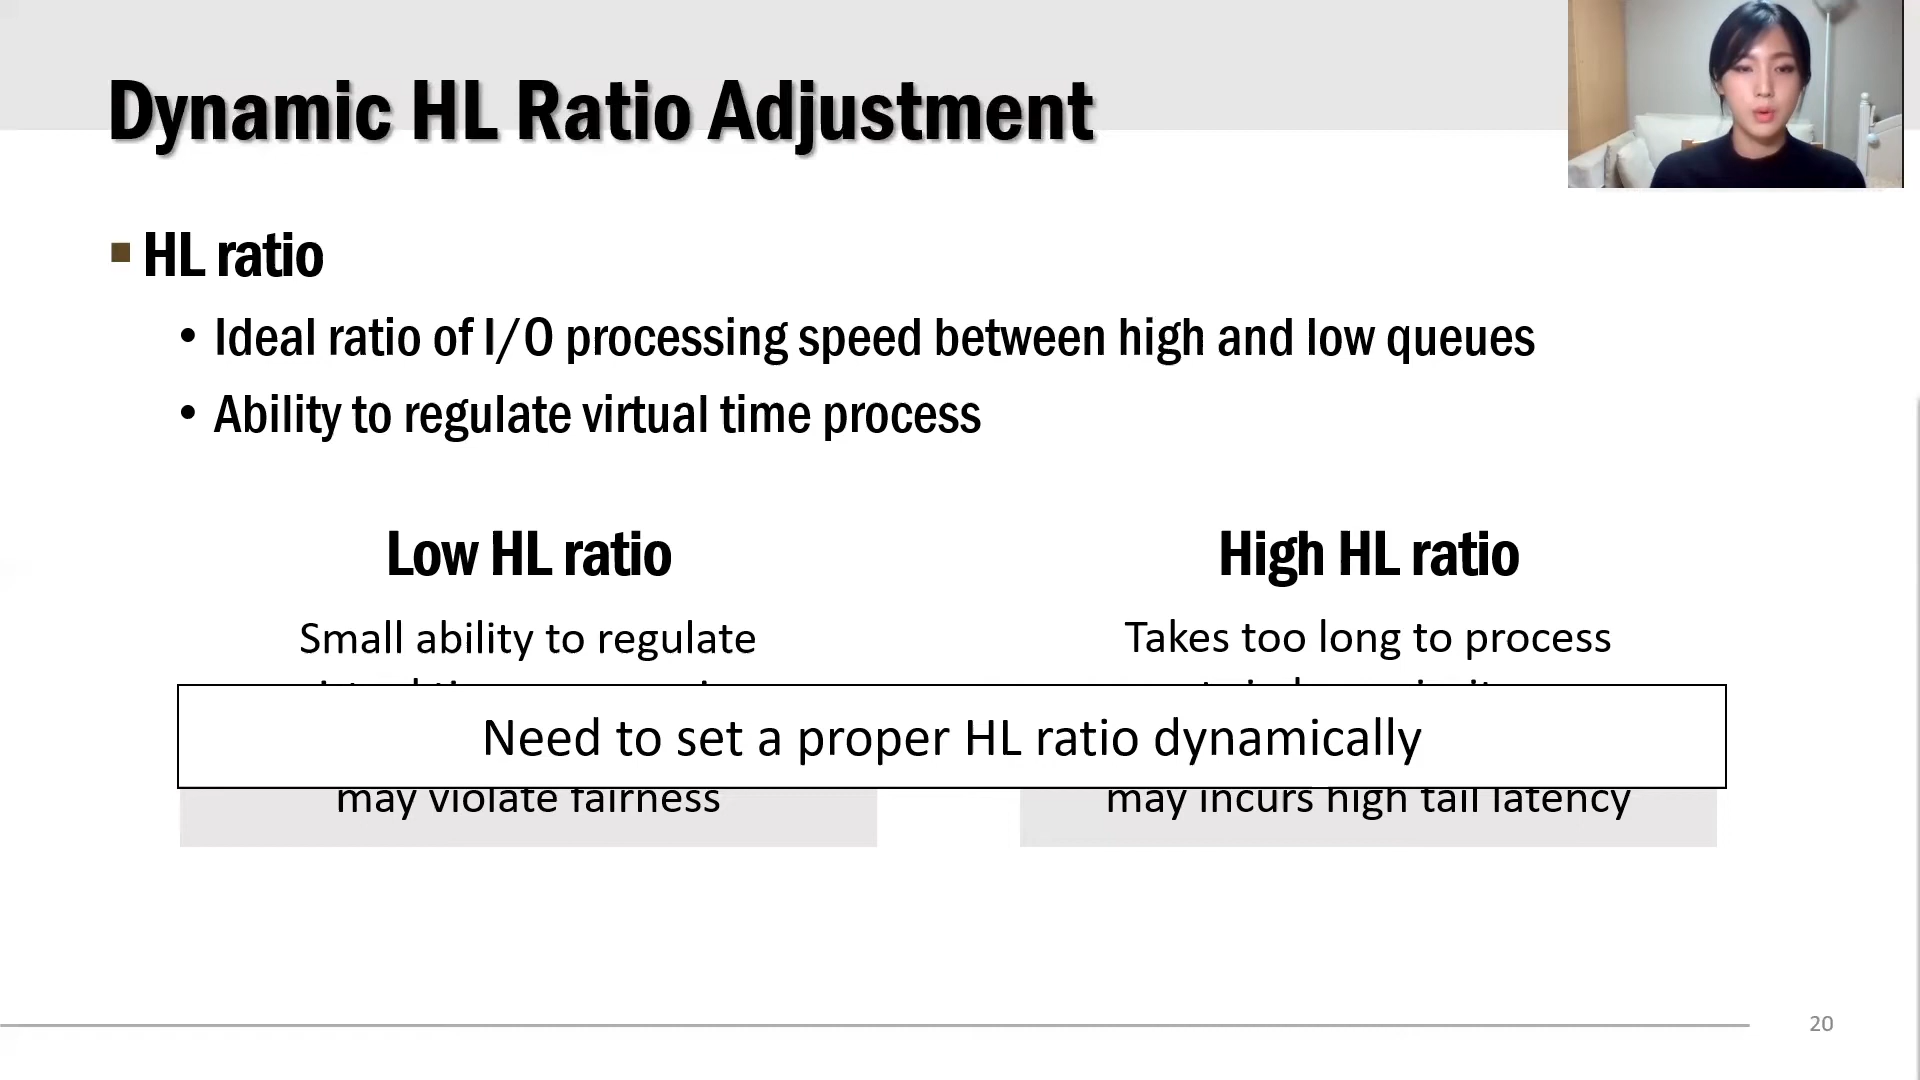 Dynamic HL Ratio Adjustment
HL ratio
Ideal ratio of I/O processing speed between high and low queues
Ability to regulate virtual time process
Low HL ratio
High HL ratio
Small ability to regulate
Takes too long to process
Need to set a proper HL ratio dynamically
may violate fairness
may incurs high tail latency
20